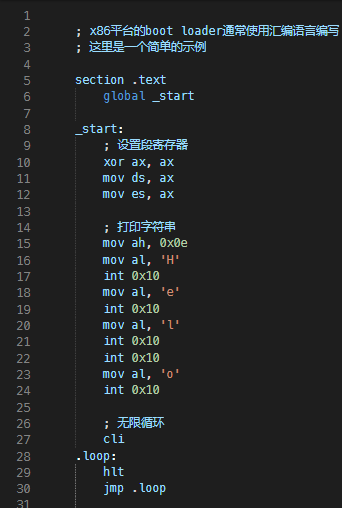 1
2 ; x86平台的boot loader通常使用汇编语言编写
3 ; 这里是一个简单的示例
4
5 section .text
6 global _start
7
8 _start:
9 ; 设置段寄存器
10 xor ax, ax
11 mov ds, ax
12 mov es, ax
13
14 ; 打印字符串
15 mov ah, 0x0e
16 mov al, 'H'
17 int 0x10
18 mov al, 'e'
19 int 0x10
20 mov al, 'l'
21 int 0x10
22 int 0x10
23 mov al, 'o'
24 int 0x10
25
26 ; 无限循环
27 cli
28 .loop:
29 hlt
30 jmp .loop
31